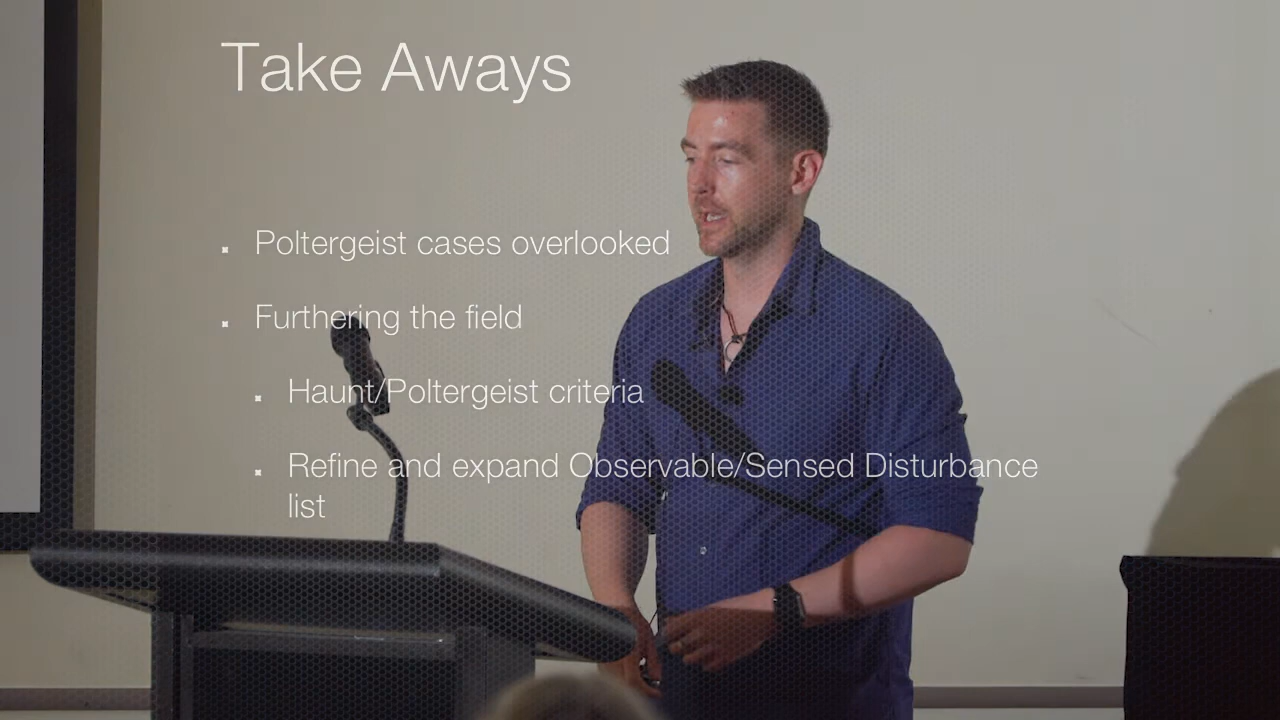 Take Aways
Poltergeist cases overlooked
Furthering the field
Haunt/Poltergeist criteria
Refine and expand Observable/Sensed Disturbance
list